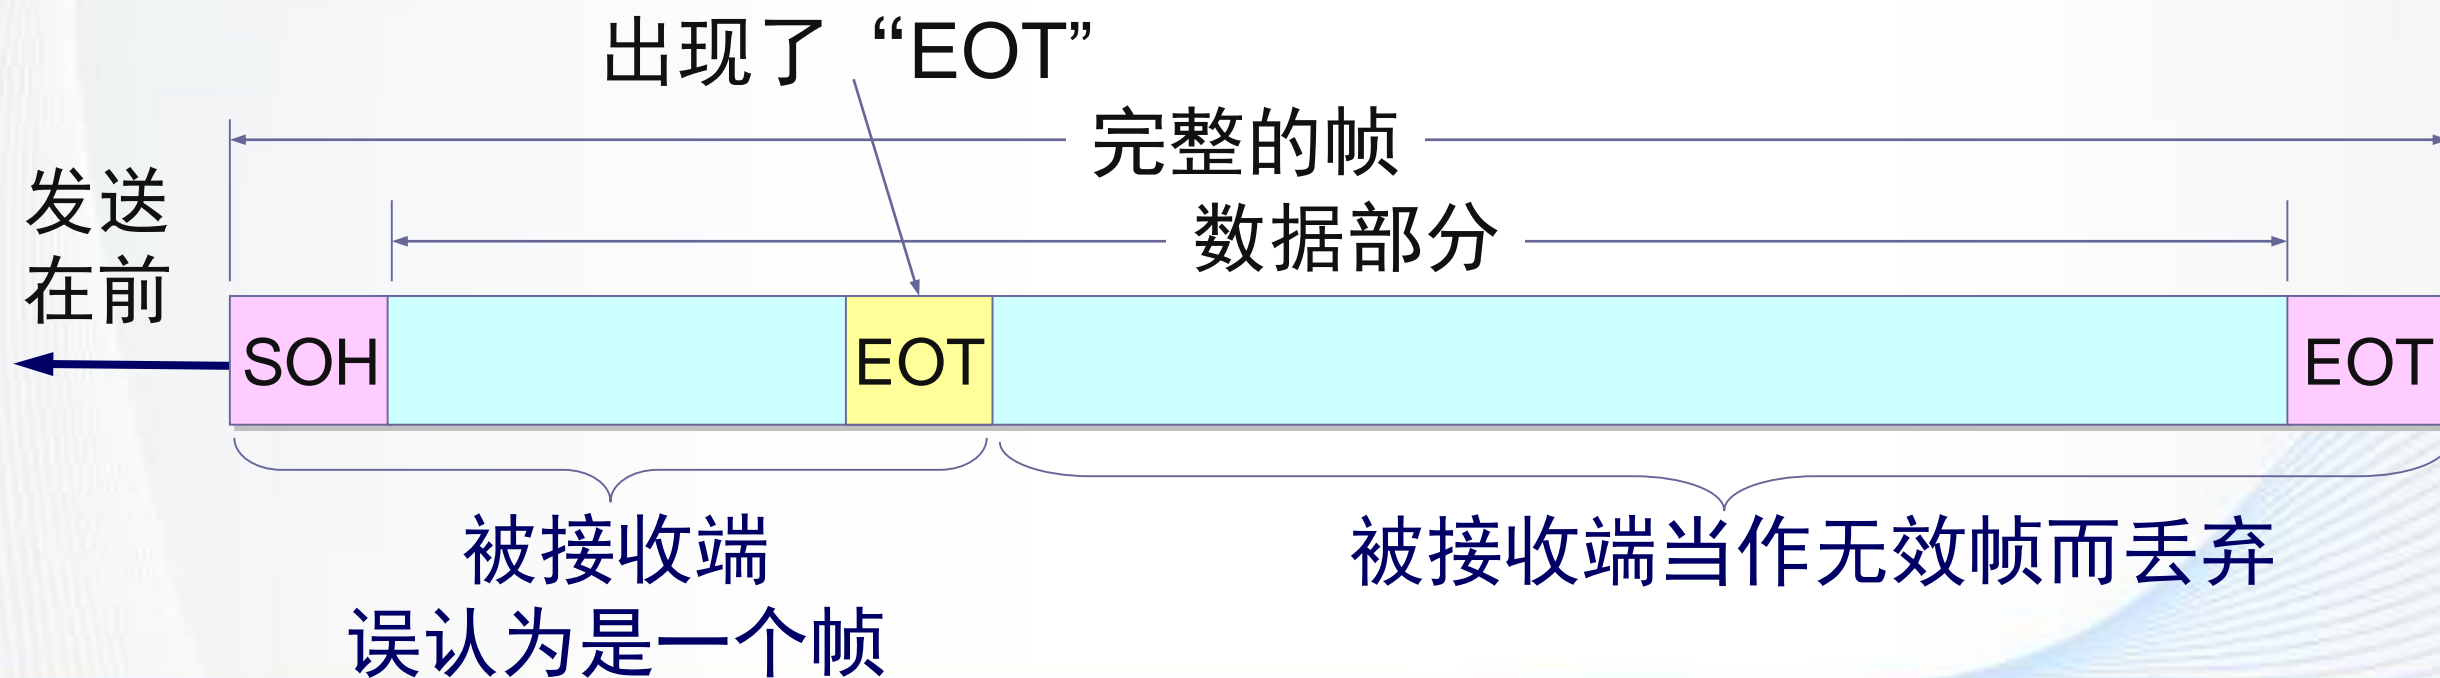 出现了 “EOT”
完整的帧
发送
在前
数据部分
SOH
EOT
EOT
被接收端
误认为是一个帧
被接收端当作无效帧而丢弃